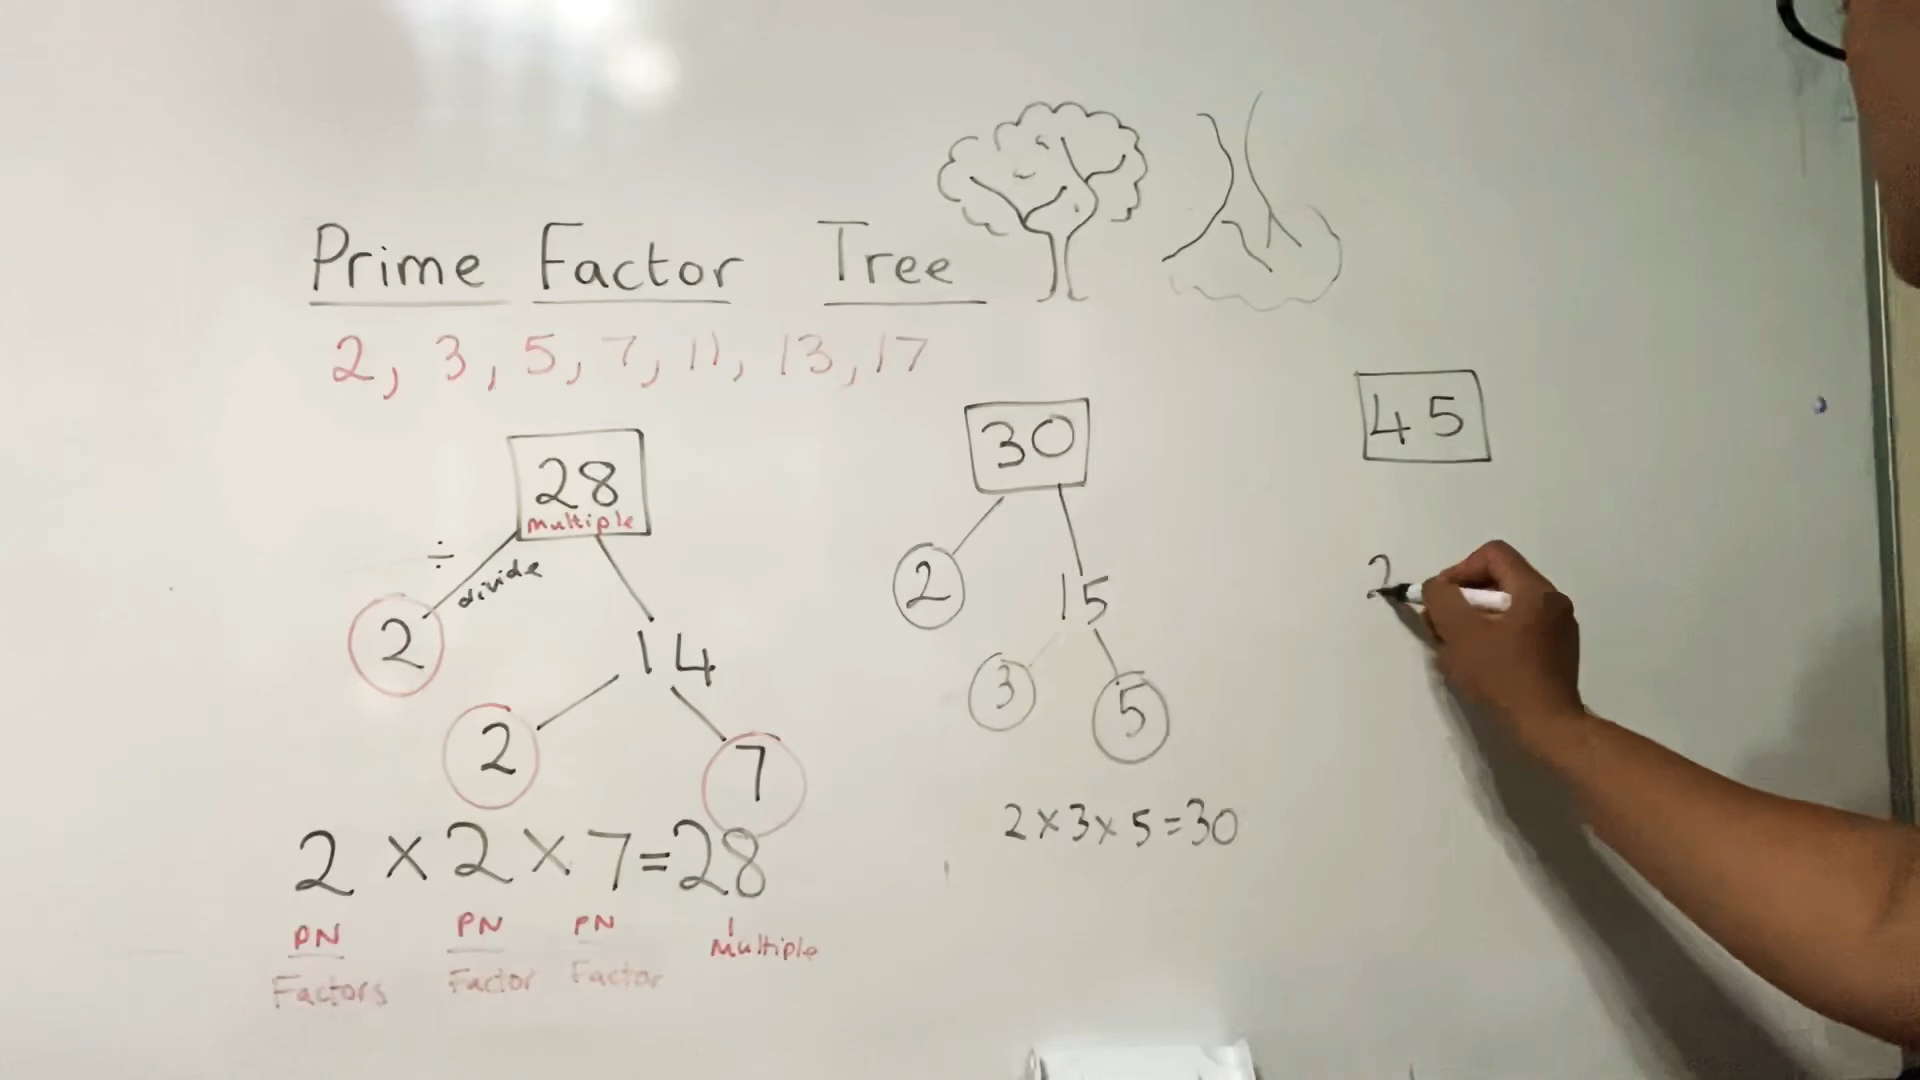 Prime Factor Tree
2, 3, 5, 7, 11, 13, 17
28
multiple
÷
divide
2
14
2
7
2 × 2 × 7 = 28
PN PN PN Multiple
Factors Factor Factor
30
2
15
3
5
2 × 3 × 5 = 30
45
2